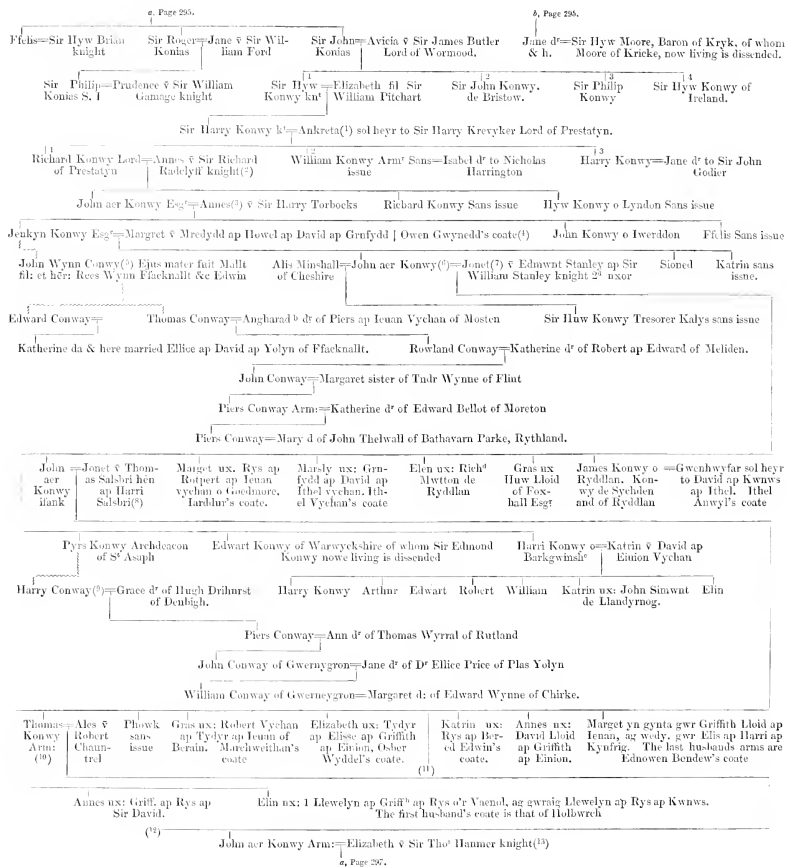 a, Page 295.
b, Page 295.
Ffelis=Sir Hyw Brian knight
Sir Roger Konias=Jane v̄ Sir William Ford
Sir John Konias=Avicia v̄ Sir James Butler Lord of Wormood.
Jane dʳ & h.=Sir Hyw Moore, Baron of Kryk, of whom Moore of Kricke, now living is dissended.
Sir Philip Konias S. I=Prudence v̄ Sir William Gamage knight
1 Sir Hyw Konwy knᵗ=Elizabeth fil Sir William Pitchart
2 Sir John Konwy. de Bristow.
3 Sir Philip Konwy
4 Sir Hyw Konwy of Ireland.
Sir Harry Konwy kᵗ=Ankreta(¹) sol heyr to Sir Harry Krevyker Lord of Prestatyn.
1 Richard Konwy Lord of Prestatyn=Annes v̄ Sir Richard Radclyff knight(²)
2 William Konwy Armʳ Sans issue=Isabel dʳ to Nicholas Harrington
3 Harry Konwy=Jane dʳ to Sir John Godier
John aer Konwy Esgʳ=Annes(³) v̄ Sir Harry Torbocks
Richard Konwy Sans issue
Hyw Konwy o Lyndon Sans issue
Jenkyn Konwy Esgʳ=Margret v̄ Mredydd ap Howel ap David ap Grufydd [ Owen Gwynedd's coate(⁴)
John Konwy o Iwerddon
Ffelis Sans issue
John Wynn Conwy(⁵) Ejus mater fuit Mallt fil: et hēr: Rees Wynn Ffacknallt &c Edwin
Alis Minshall of Cheshire=John aer Konwy(⁶)=Jonet(⁷) v̄ Edmwnt Stanley ap Sir William Stanley knight 2ᵈ uxor
Sioned
Katrin sans issue.
Edward Conway=
Thomas Conway=Angharad ᵇ dʳ of Piers ap Ieuan Vychan of Mosten
Sir Huw Konwy Tresorer Kalys sans issue
Katherine da & here married Ellice ap David ap Yolyn of Ffacknallt.
Rowland Conway=Katherine dʳ of Robert ap Edward of Meliden.
John Conway=Margaret sister of Tudr Wynne of Flint
Piers Conway Arm:=Katherine dʳ of Edward Bellot of Moreton
Piers Conway=Mary d of John Thelwall of Bathavarn Parke, Rythland.
John aer Konwy ifank=Jonet v̄ Thomas Salsbri hēn ap Harri Salsbri(⁸)
Marget ux. Rys ap Rotpert ap Ieuan vychan o Goedmore. Iarddur's coate.
Marsly ux: Grufydd ap David ap Ithel vychan. Ithel Vychan's coate
Elen ux: Richᵈ Mwtton de Ryddlan
Gras ux Huw Lloid of Foxhall Esgʳ
James Konwy o Ryddlan. Konwy de Sychden and of Ryddlan=Gwenhwyfar sol heyr to David ap Kwnws ap Ithel. Ithel Anwyl's coate
Pyrs Konwy Archdeacon of Sᵗ Asaph
Edwart Konwy of Warwyckshire of whom Sir Edmond Konwy nowe living is dissended
Harri Konwy o Barkgwinshᵉ=Katrin v̄ David ap Einion Vychan
Harry Conway(⁹)=Grace dʳ of Hugh Drihurst of Denbigh.
Harry Konwy
Arthur
Edwart
Robert
William
Katrin ux: John Simwnt de Llandyrnog.
Elin
Piers Conway=Ann dʳ of Thomas Wyrral of Rutland
John Conway of Gwernygron=Jane dʳ of Dʳ Ellice Price of Plas Yolyn
William Conway of Gwerneygron=Margaret d: of Edward Wynne of Chirke.
Thomas Konwy Arm: (¹⁰)=Ales v̄ Robert Chauntrel
Phowk sans issue
Gras ux: Robert Vychan ap Tydyr ap Ieuan of Berain. Marchweithan's coate
Elizabeth ux: Tydyr ap Elisse ap Griffith ap Einion, Osber Wyddel's coate.
(¹¹)
Katrin ux: Rys ap Bered Edwin's coate.
Annes ux: David Lloid ap Griffith ap Einion.
Marget yn gynta gwr Griffith Lloid ap Ieuan, ag wedy. gwr Elis ap Harri ap Kynfrig. The last husbands arms are Ednowen Bendew's coate
Annes ux: Griff. ap Rys ap Sir David.
Elin ux: 1 Llewelyn ap Griffʰ ap Rys o'r Vaenol, ag gwraig Llewelyn ap Rys ap Kwnws. The first husband's coate is that of Holbwrch
(¹²)
John aer Konwy Arm:=Elizabeth v̄ Sir Thoˢ Hanmer knight(¹³)
a, Page 297.